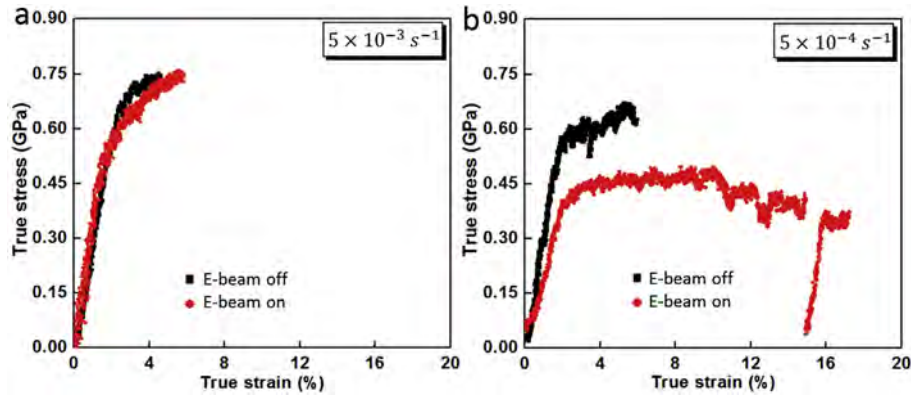 a
0.90
0.75
0.60
0.45
0.30
0.15
0.00
True stress (GPa)
5 × 10⁻³ s⁻¹
E-beam off
E-beam on
0 4 8 12 16 20
True strain (%)
b
0.90
0.75
0.60
0.45
0.30
0.15
0.00
True stress (GPa)
5 × 10⁻⁴ s⁻¹
E-beam off
E-beam on
0 4 8 12 16 20
True strain (%)